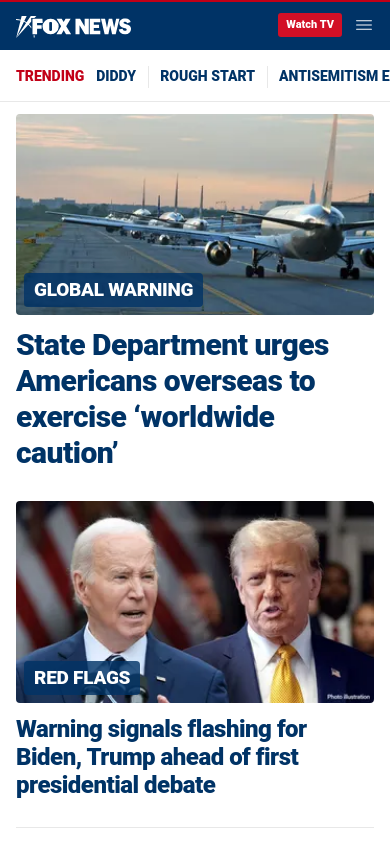 FOX NEWS
Watch TV
TRENDING DIDDY ROUGH START ANTISEMITISM E
GLOBAL WARNING
State Department urges
Americans overseas to
exercise ‘worldwide
caution’
RED FLAGS
Photo illustration
Warning signals flashing for
Biden, Trump ahead of first
presidential debate